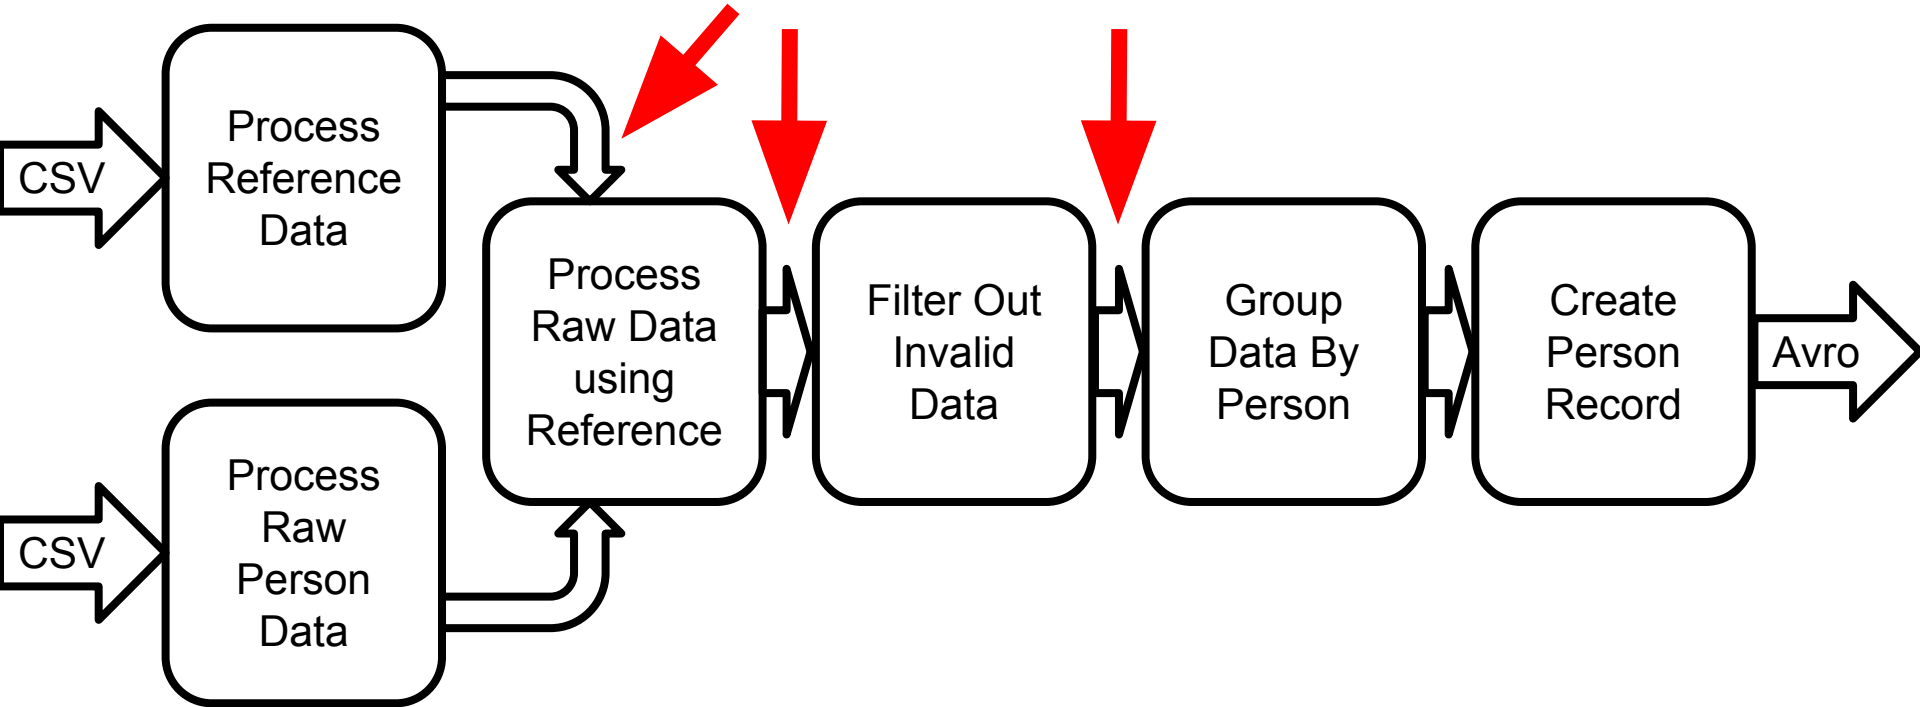 CSV
Process
Reference
Data
CSV
Process
Raw
Person
Data
Process
Raw Data
using
Reference
Filter Out
Invalid
Data
Group
Data By
Person
Create
Person
Record
Avro